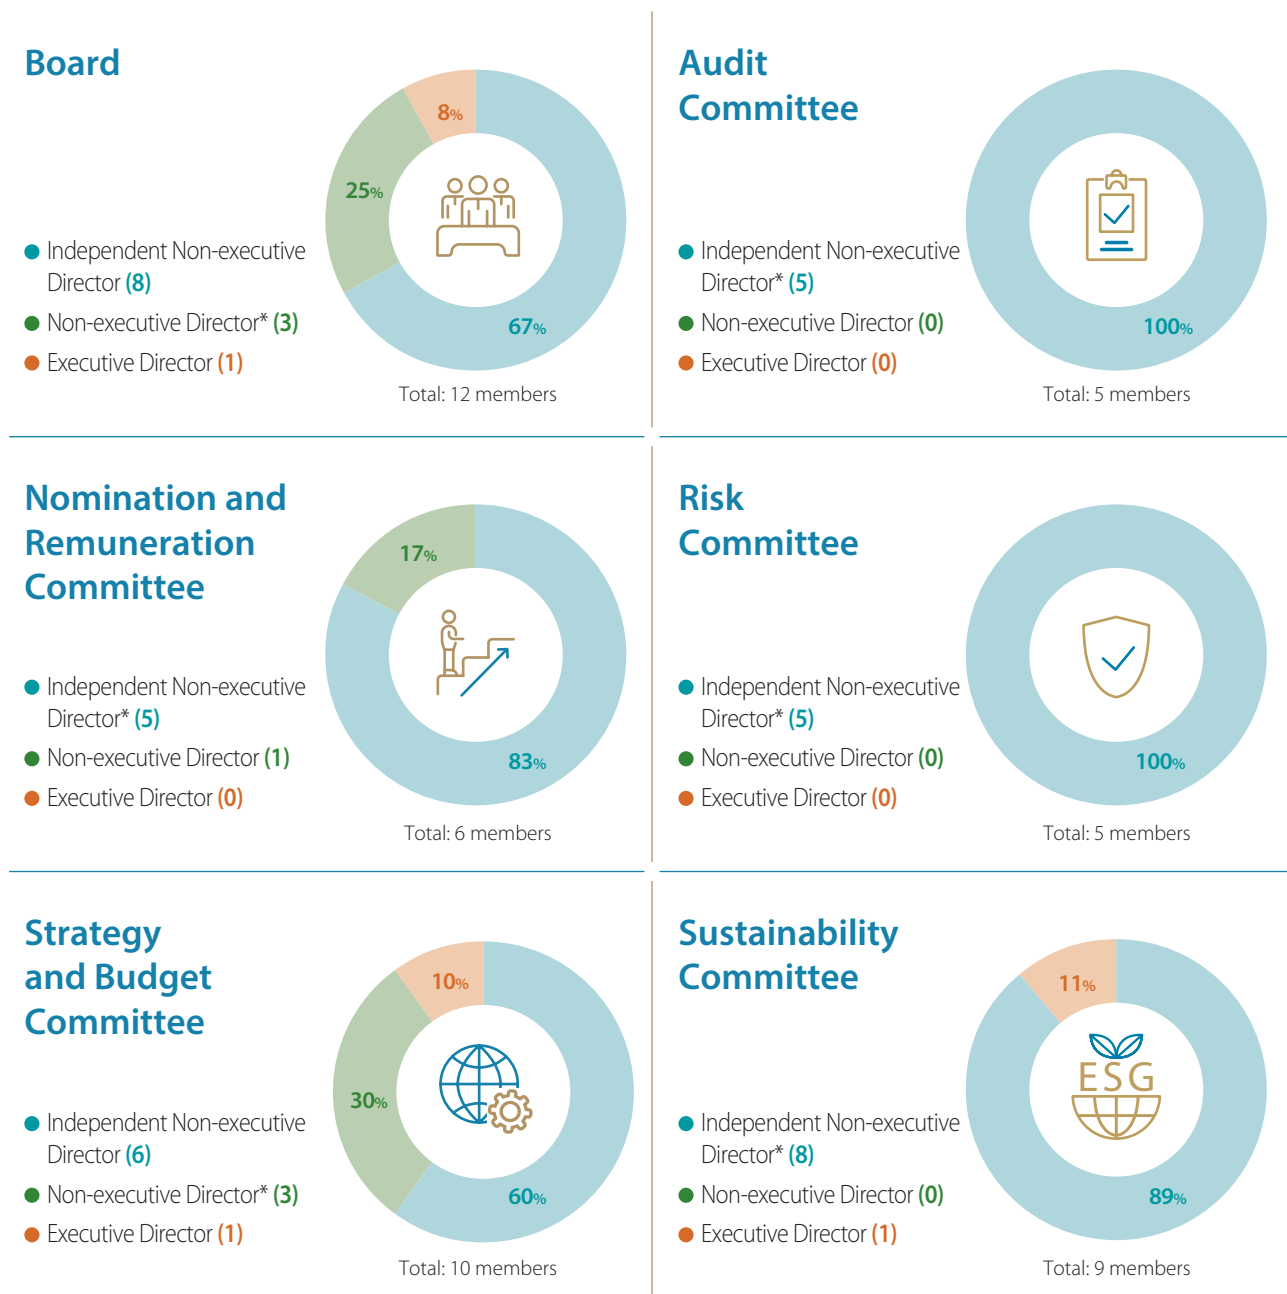 Board
8%
25%
67%
Independent Non-executive
Director (8)
Non-executive Director* (3)
Executive Director (1)
Total: 12 members
Audit
Committee
100%
Independent Non-executive
Director* (5)
Non-executive Director (0)
Executive Director (0)
Total: 5 members
Nomination and
Remuneration
Committee
17%
83%
Independent Non-executive
Director* (5)
Non-executive Director (1)
Executive Director (0)
Total: 6 members
Risk
Committee
100%
Independent Non-executive
Director* (5)
Non-executive Director (0)
Executive Director (0)
Total: 5 members
Strategy
and Budget
Committee
10%
30%
60%
Independent Non-executive
Director (6)
Non-executive Director* (3)
Executive Director (1)
Total: 10 members
Sustainability
Committee
11%
ESG
89%
Independent Non-executive
Director* (8)
Non-executive Director (0)
Executive Director (1)
Total: 9 members